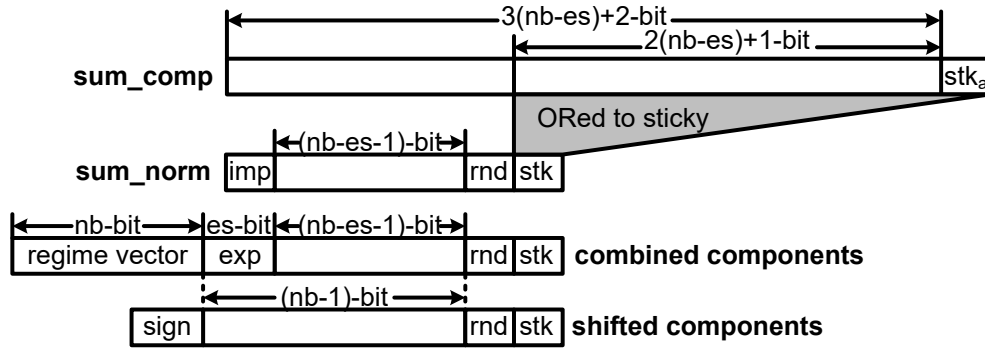 3(nb-es)+2-bit
2(nb-es)+1-bit
sum_comp stkₐ
ORed to sticky
(nb-es-1)-bit
sum_norm imp rnd stk
nb-bit es-bit (nb-es-1)-bit
regime vector exp rnd stk combined components
(nb-1)-bit
sign rnd stk shifted components